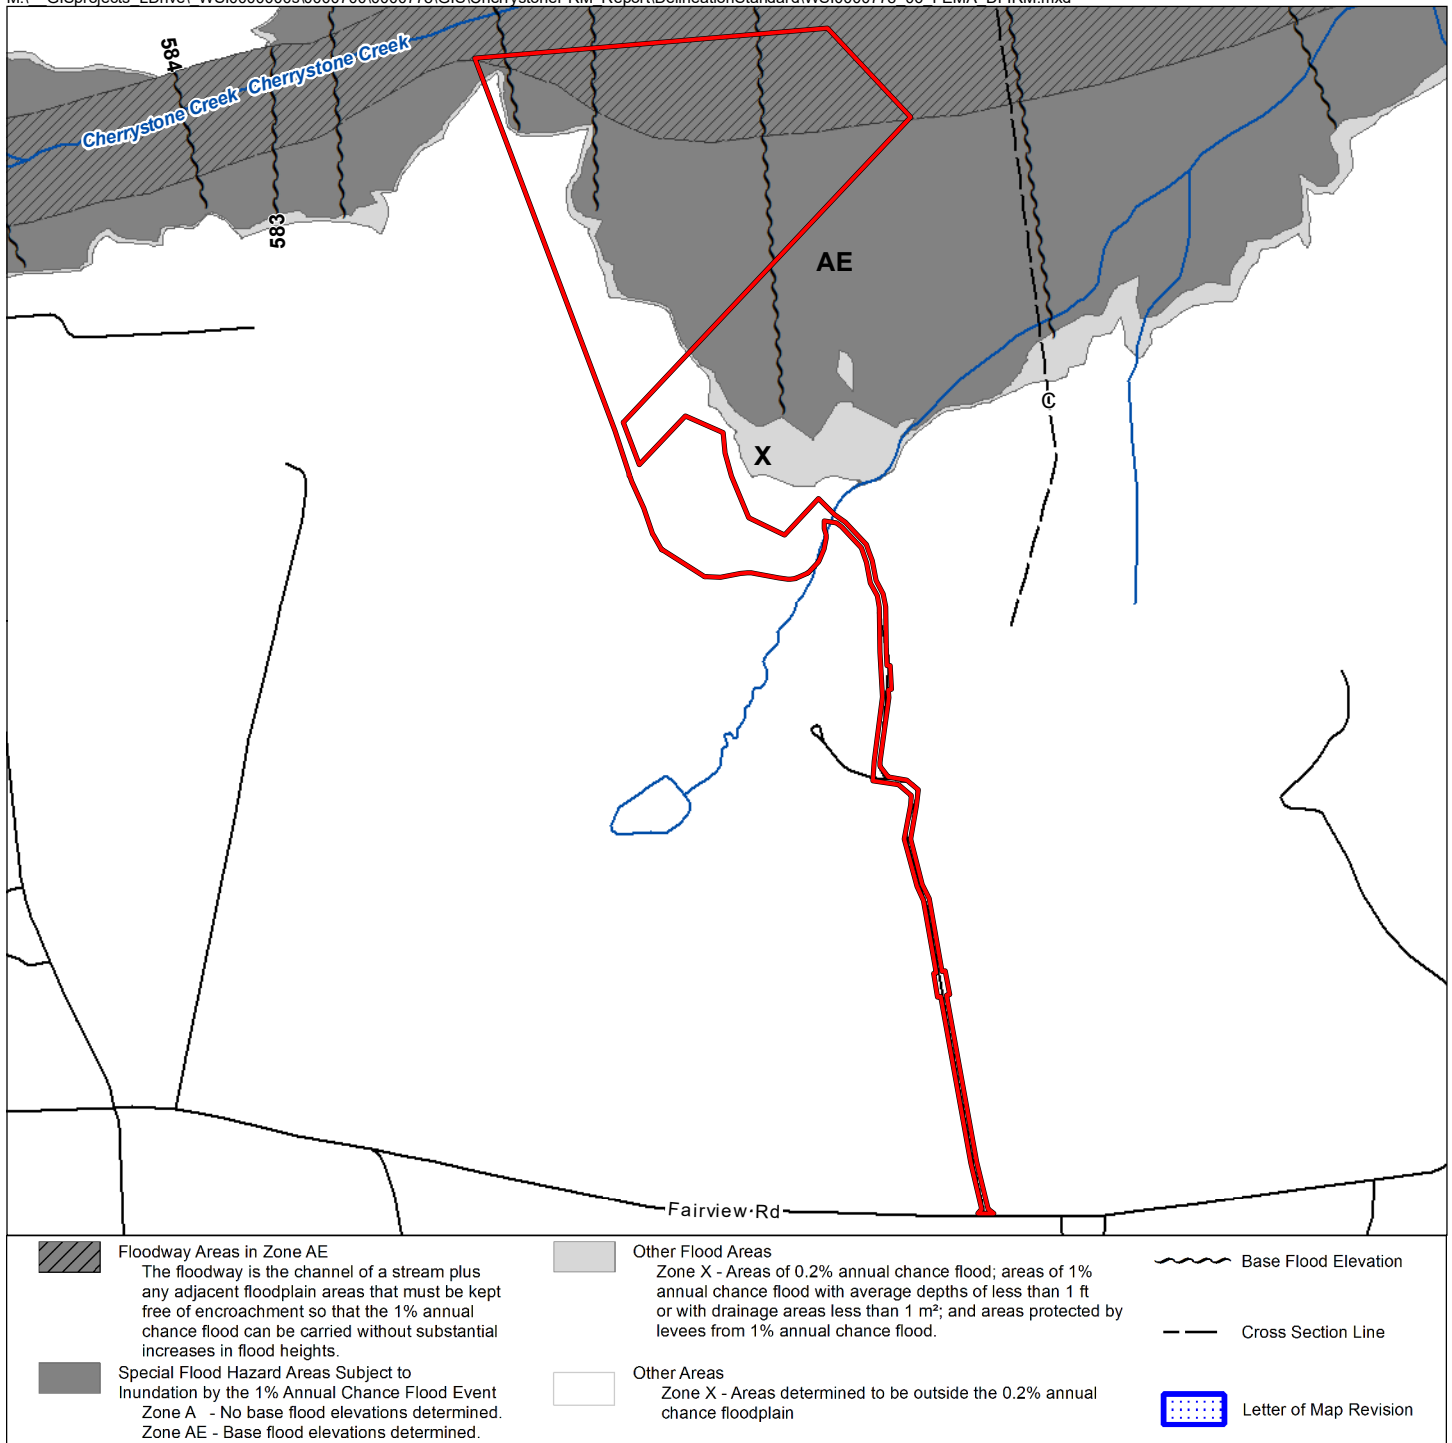 584
Cherrystone Creek Cherrystone Creek
583
AE
X
C
Fairview Rd
Floodway Areas in Zone AE
The floodway is the channel of a stream plus
any adjacent floodplain areas that must be kept
free of encroachment so that the 1% annual
chance flood can be carried without substantial
increases in flood heights.
Special Flood Hazard Areas Subject to
Inundation by the 1% Annual Chance Flood Event
Zone A - No base flood elevations determined.
Zone AE - Base flood elevations determined.
Other Flood Areas
Zone X - Areas of 0.2% annual chance flood; areas of 1%
annual chance flood with average depths of less than 1 ft
or with drainage areas less than 1 m²; and areas protected by
levees from 1% annual chance flood.
Other Areas
Zone X - Areas determined to be outside the 0.2% annual
chance floodplain
Base Flood Elevation
Cross Section Line
Letter of Map Revision